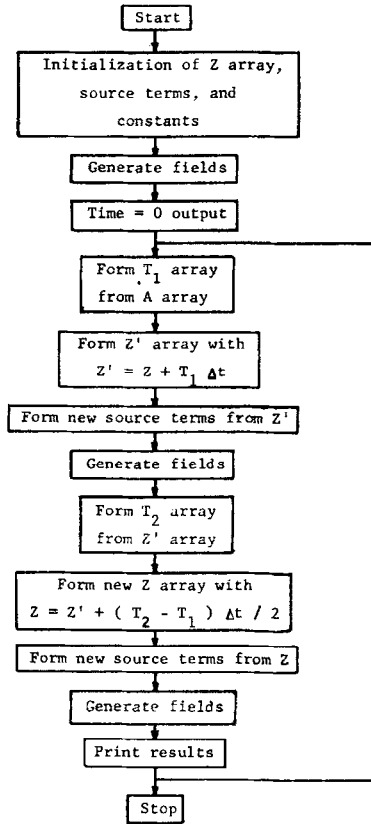 Start
Initialization of Z array,
source terms, and
constants
Generate fields
Time = 0 output
Form T1 array
from A array
Form Z' array with
Z' = Z + T1 Δt
Form new source terms from Z'
Generate fields
Form T2 array
from Z' array
Form new Z array with
Z = Z' + ( T2 - T1 ) Δt / 2
Form new source terms from Z
Generate fields
Print results
Stop